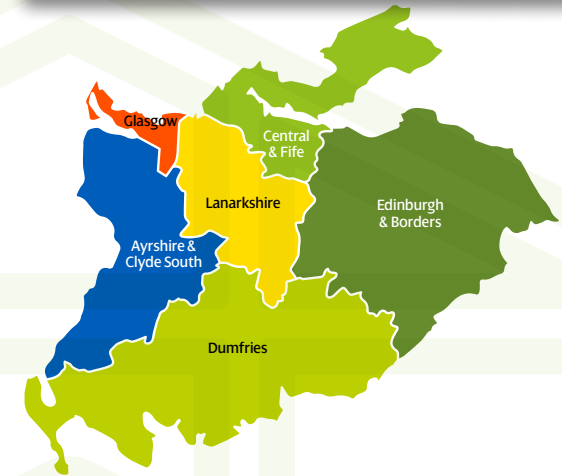 Glasgow
Central
& Fife
Lanarkshire
Edinburgh
& Borders
Ayrshire &
Clyde South
Dumfries